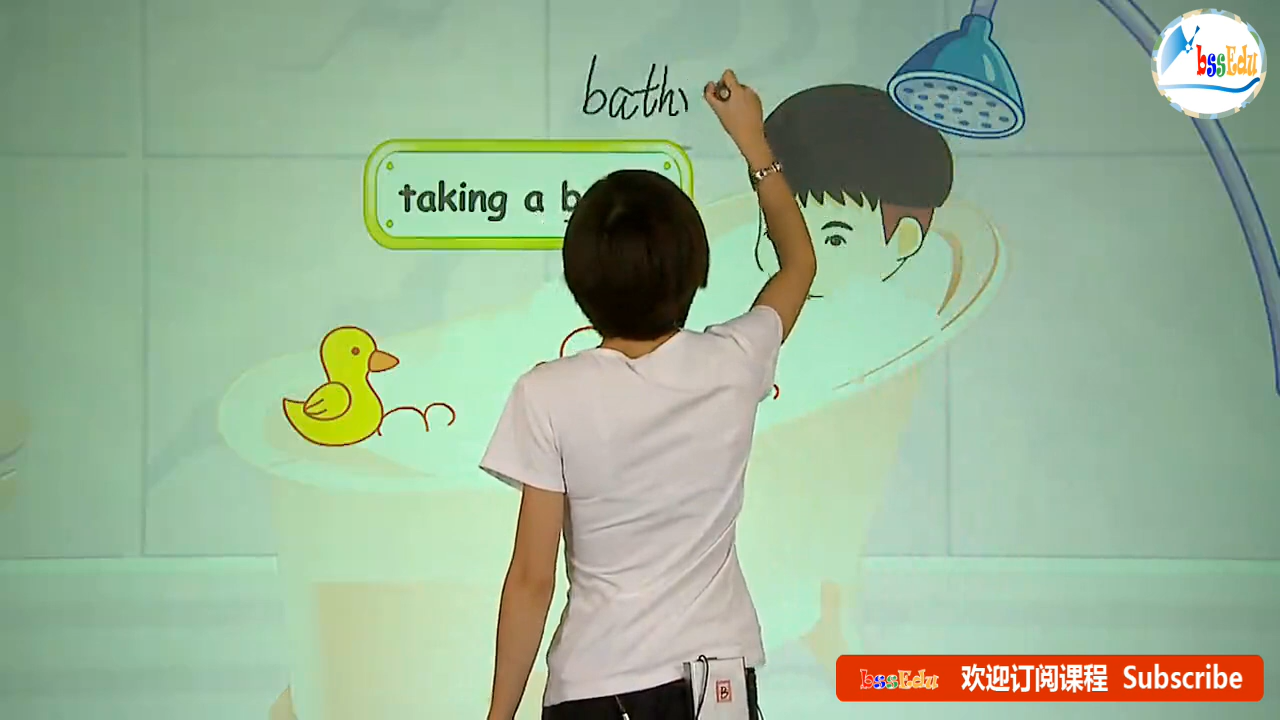 bssEdu
bath
taking a
B
bssEdu 欢迎订阅课程 Subscribe